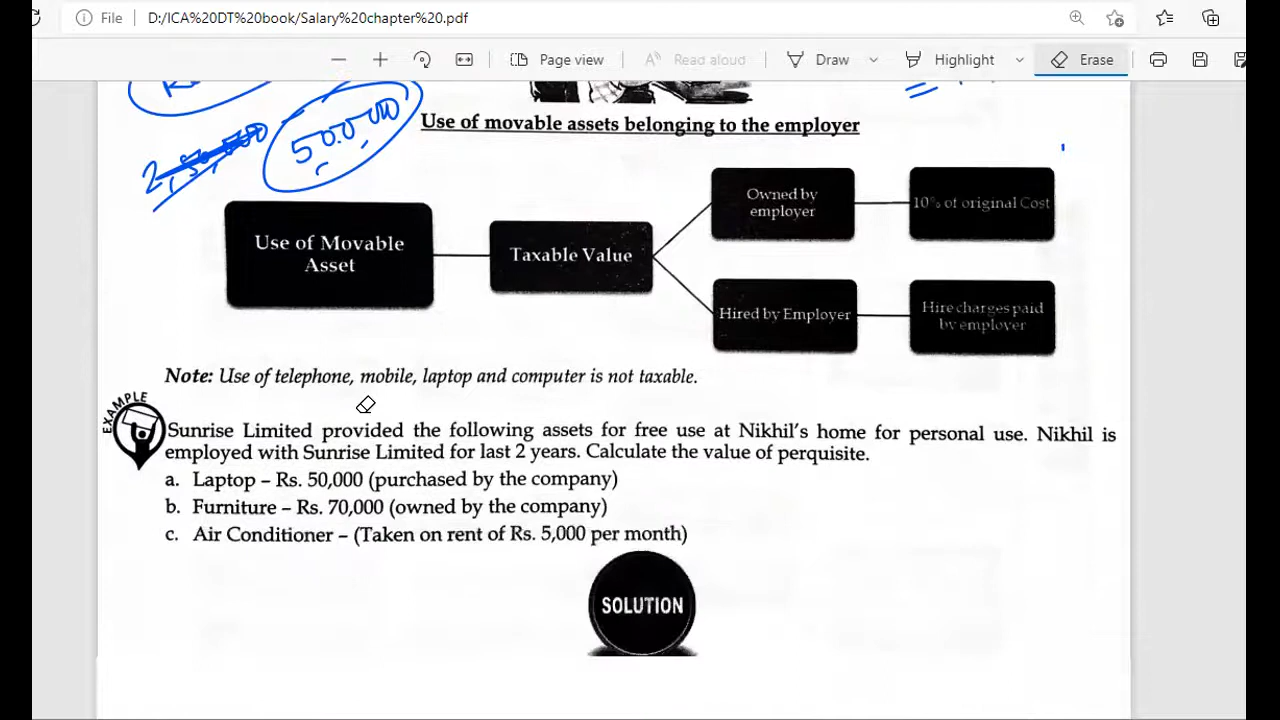 File D:/ICA%20DT%20book/Salary%20chapter%20.pdf
Page view Read aloud Draw Highlight Erase
50,000
Use of movable assets belonging to the employer
Owned by
employer
10% of original Cost
Use of Movable
Asset
Taxable Value
Hired by Employer
Hire charges paid
by employer
Note: Use of telephone, mobile, laptop and computer is not taxable.
EXAMPLE
Sunrise Limited provided the following assets for free use at Nikhil's home for personal use. Nikhil is
employed with Sunrise Limited for last 2 years. Calculate the value of perquisite.
a. Laptop – Rs. 50,000 (purchased by the company)
b. Furniture – Rs. 70,000 (owned by the company)
c. Air Conditioner – (Taken on rent of Rs. 5,000 per month)
SOLUTION